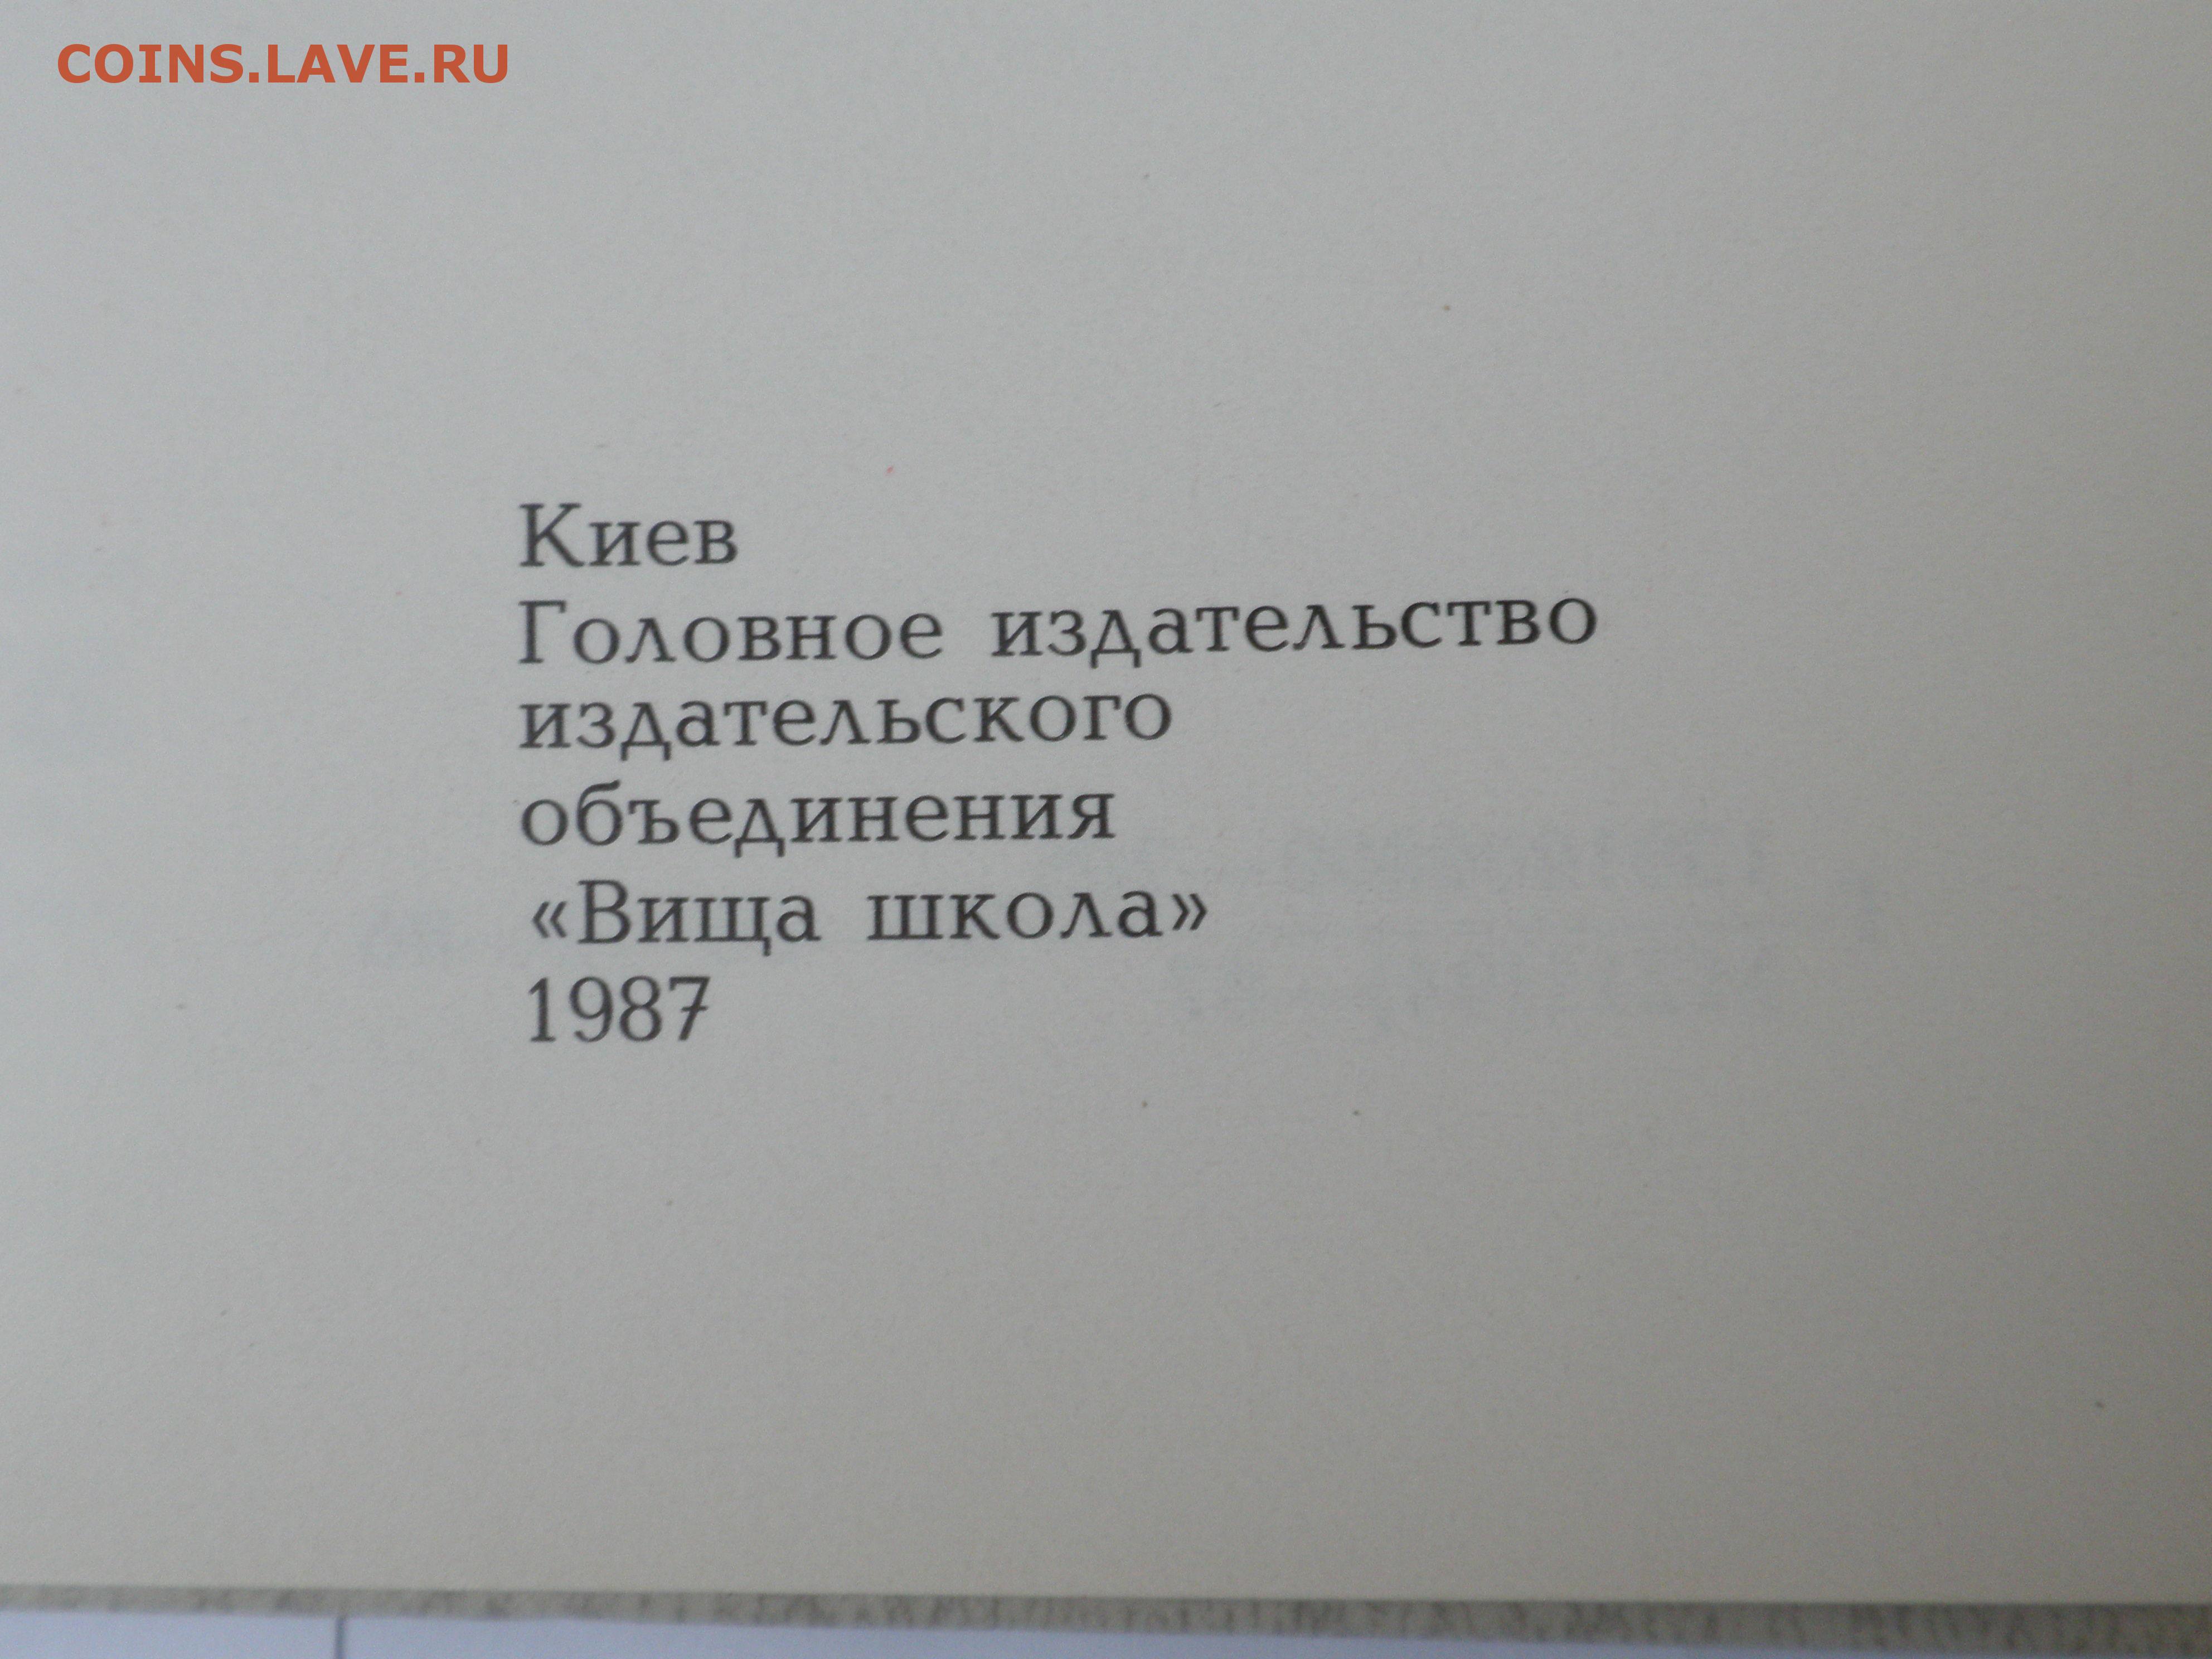 COINS.LAVE.RU
Киев
Головное издательство
издательского
объединения
«Вища школа»
1987